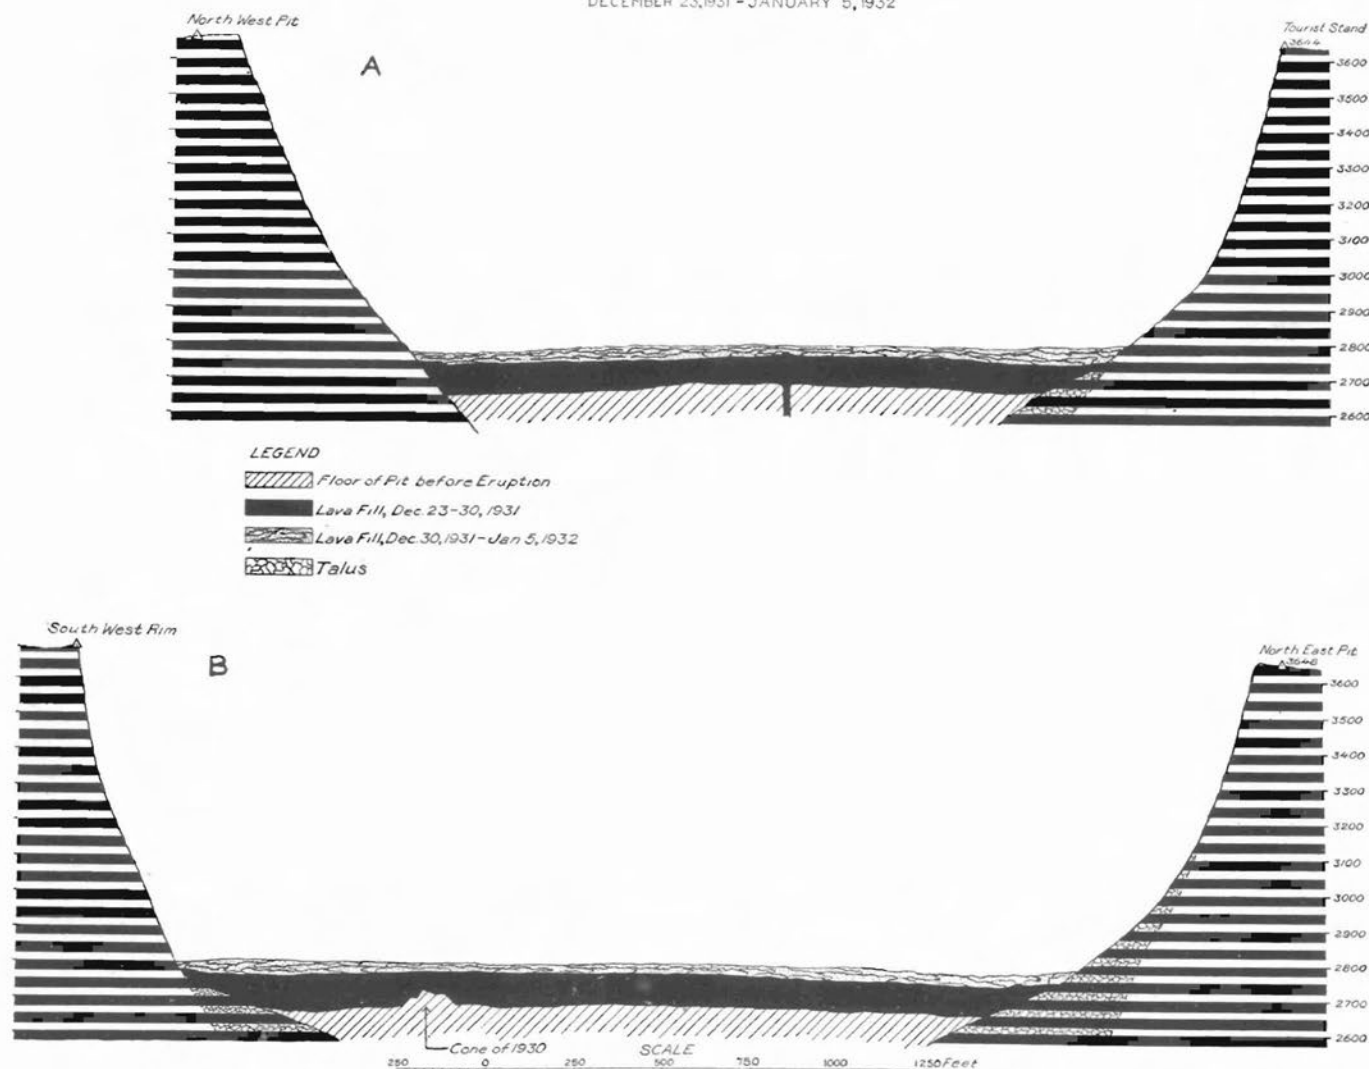 DECEMBER 23, 1931 - JANUARY 5, 1932
North West Pit
Tourist Stand
3644
A
3600
3500
3400
3300
3200
3100
3000
2900
2800
2700
2600
LEGEND
Floor of Pit before Eruption
Lava Fill, Dec. 23-30, 1931
Lava Fill, Dec. 30, 1931 - Jan 5, 1932
Talus
South West Rim
North East Pit
3648
B
3600
3500
3400
3300
3200
3100
3000
2900
2800
2700
2600
Cone of 1930
SCALE
250 0 250 500 750 1000 1250 Feet